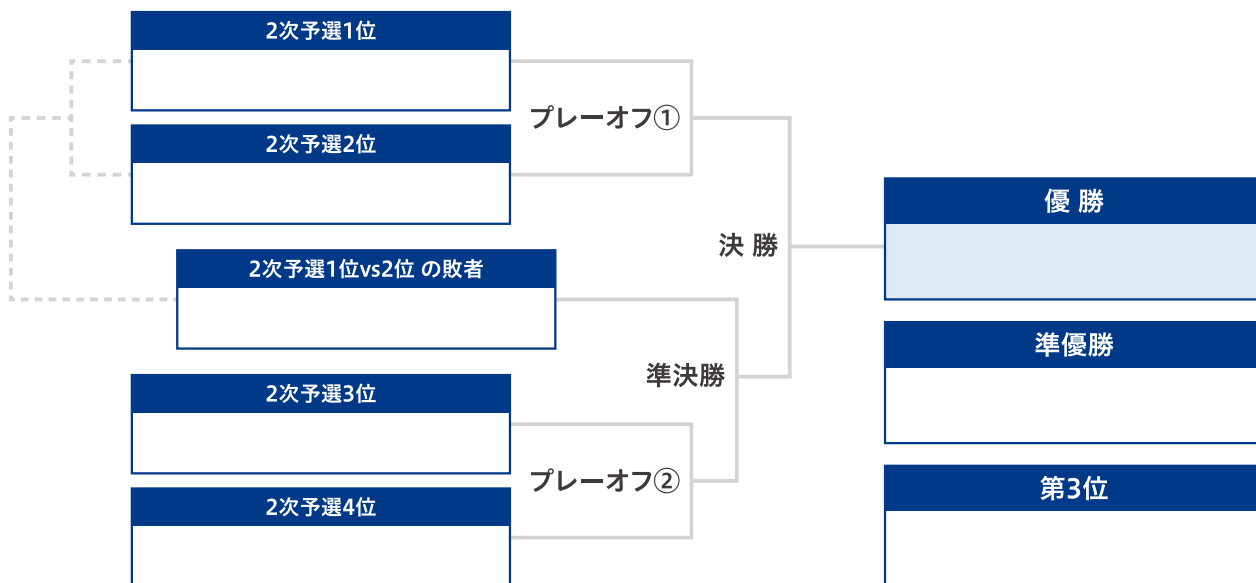 2次予選1位
プレーオフ①
2次予選2位
優 勝
決 勝
2次予選1位vs2位 の敗者
準優勝
準決勝
2次予選3位
プレーオフ②
第3位
2次予選4位